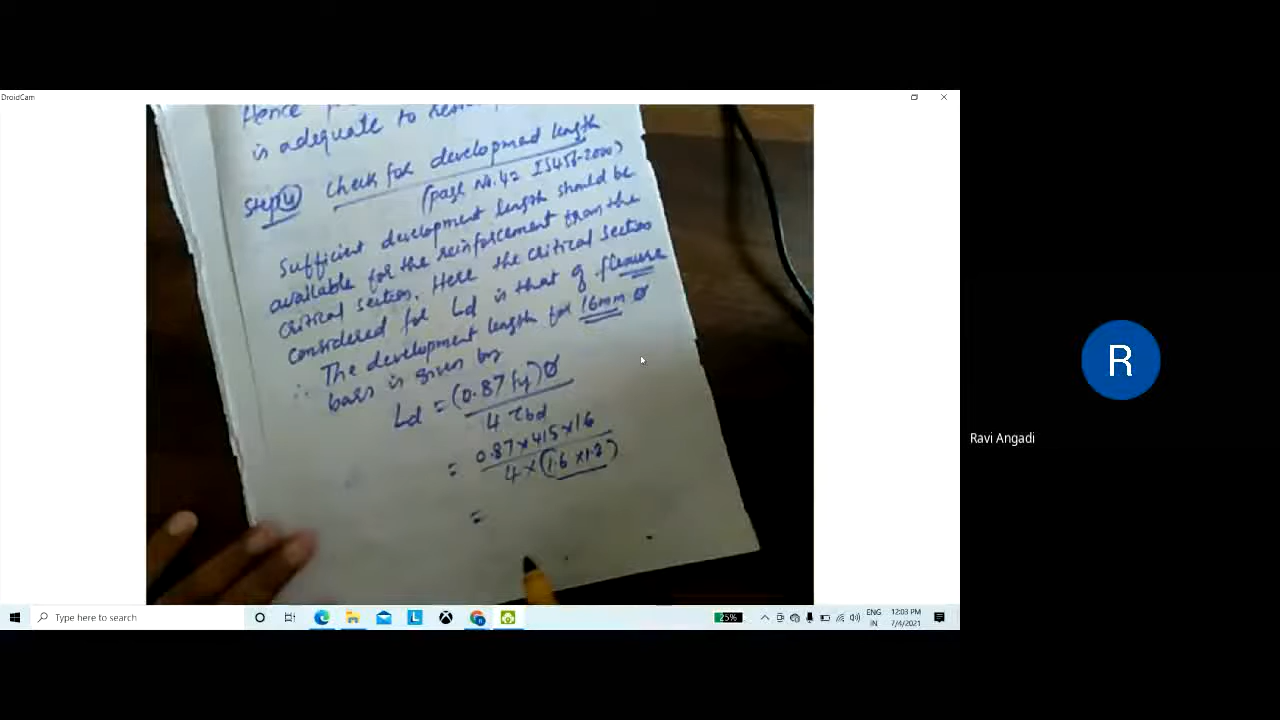 DroidCam
Hence
is adequate to
Step 4 Check for development length
(page No. 42 IS456-2000)
Sufficient development length should be
available for the reinforcement from the
critical section. Here the critical section
considered for Ld is that of flexure
∴ The development length for 16mm Ø
bars is given by
Ld = (0.87 fy) Ø
4 τbd
= 0.87 × 415 × 16
4 × (1.6 × 1.2)
=
Type here to search
25%
ENG
IN
12:03 PM
7/4/2021
R
Ravi Angadi